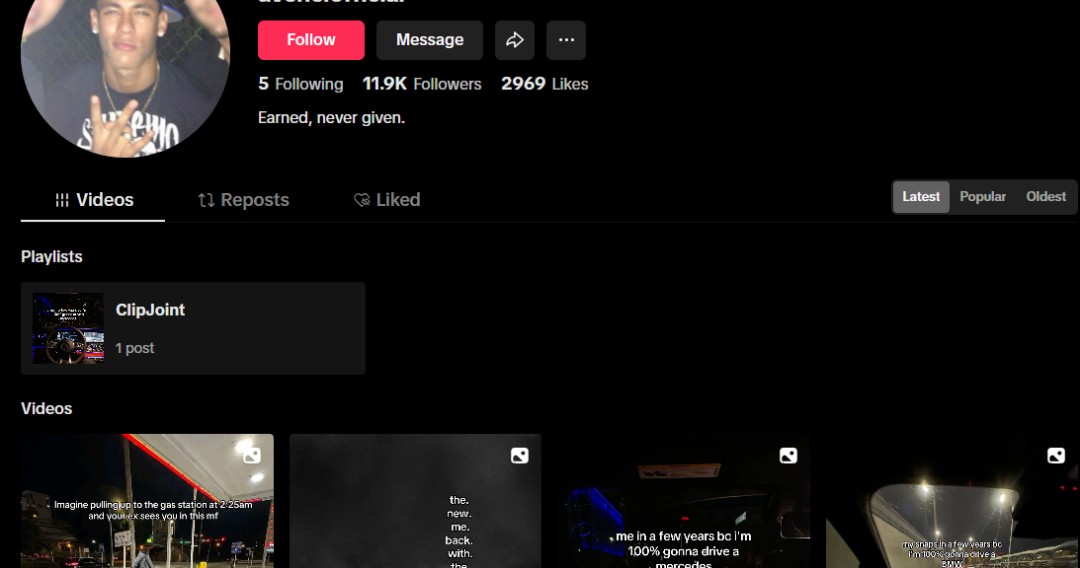 Follow
Message
5 Following 11.9K Followers 2969 Likes
Earned, never given.
Videos
Reposts
Liked
Latest
Popular
Oldest
Playlists
ClipJoint
1 post
Videos
Imagine pulling up to the gas station at 2:25am
and your ex sees you in this mf
the.
new.
me.
back.
with.
the.
me in a few years bc i'm
100% gonna drive a
mercedes
my snaps in a few years bc
i'm 100% gonna drive a
BMW